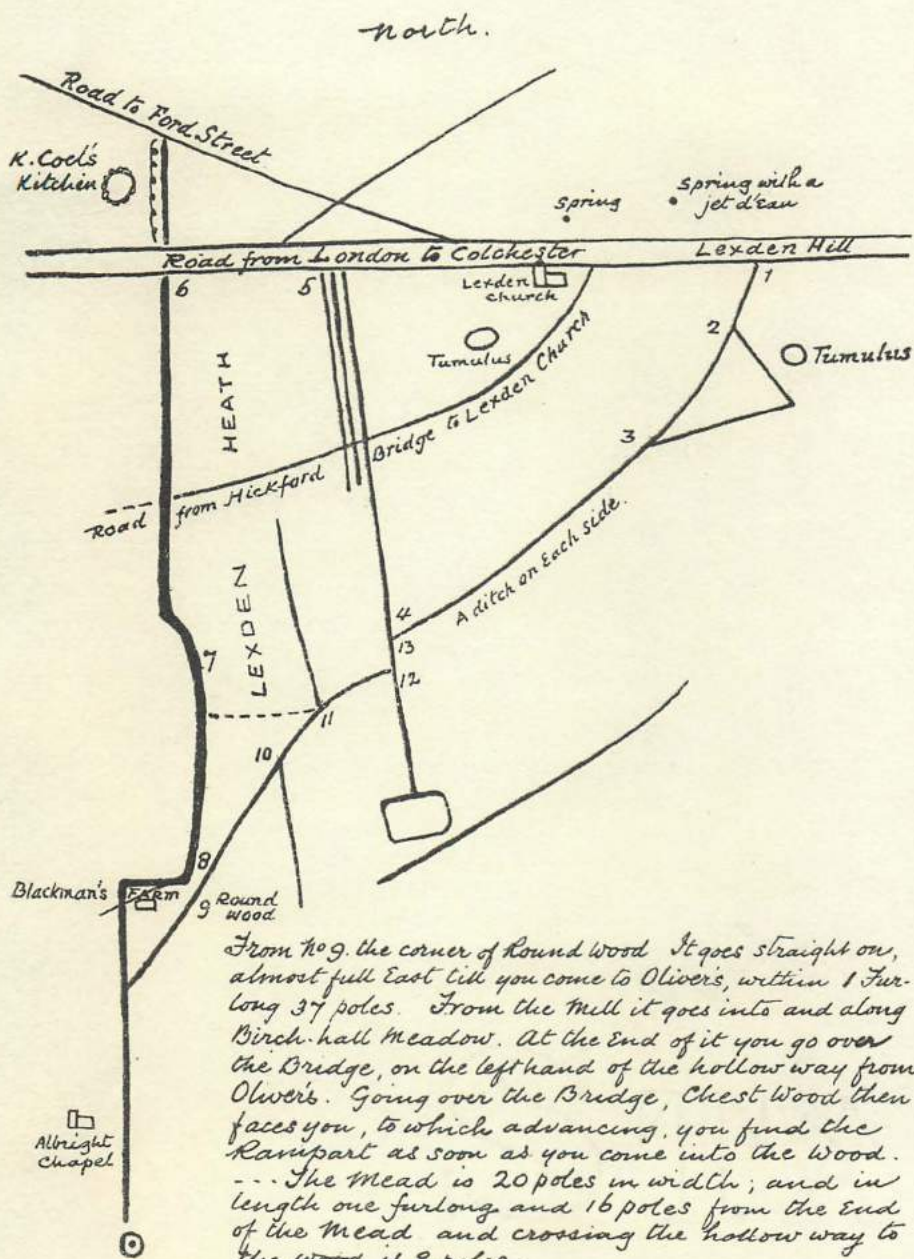 North.
Road to Ford Street
K. Coel's
Kitchen
spring
spring with a
jet d'Eau
Road from London to Colchester
Lexden Hill
6
5
Lexden
church
1
2
Tumulus
Tumulus
HEATH
3
Bridge to Lexden Church
Road from Hickford
A ditch on Each side.
LEXDEN
4
13
12
7
11
10
8
Blackman's FARM
9
Round
Wood
From No 9. the corner of Round Wood It goes straight on,
almost full East till you come to Oliver's, within 1 Fur-
long 37 poles. From the Mill it goes into and along
Birch-hall Meadow. At the End of it you go over
the Bridge, on the left hand of the hollow way from
Oliver's. Going over the Bridge, Chest Wood then
faces you, to which advancing, you find the
Rampart as soon as you come into the Wood.
--- The Mead is 20 poles in width; and in
length one furlong and 16 poles from the End
of the Mead and crossing the hollow way to
the Wood is 8 poles
Albright
Chapel